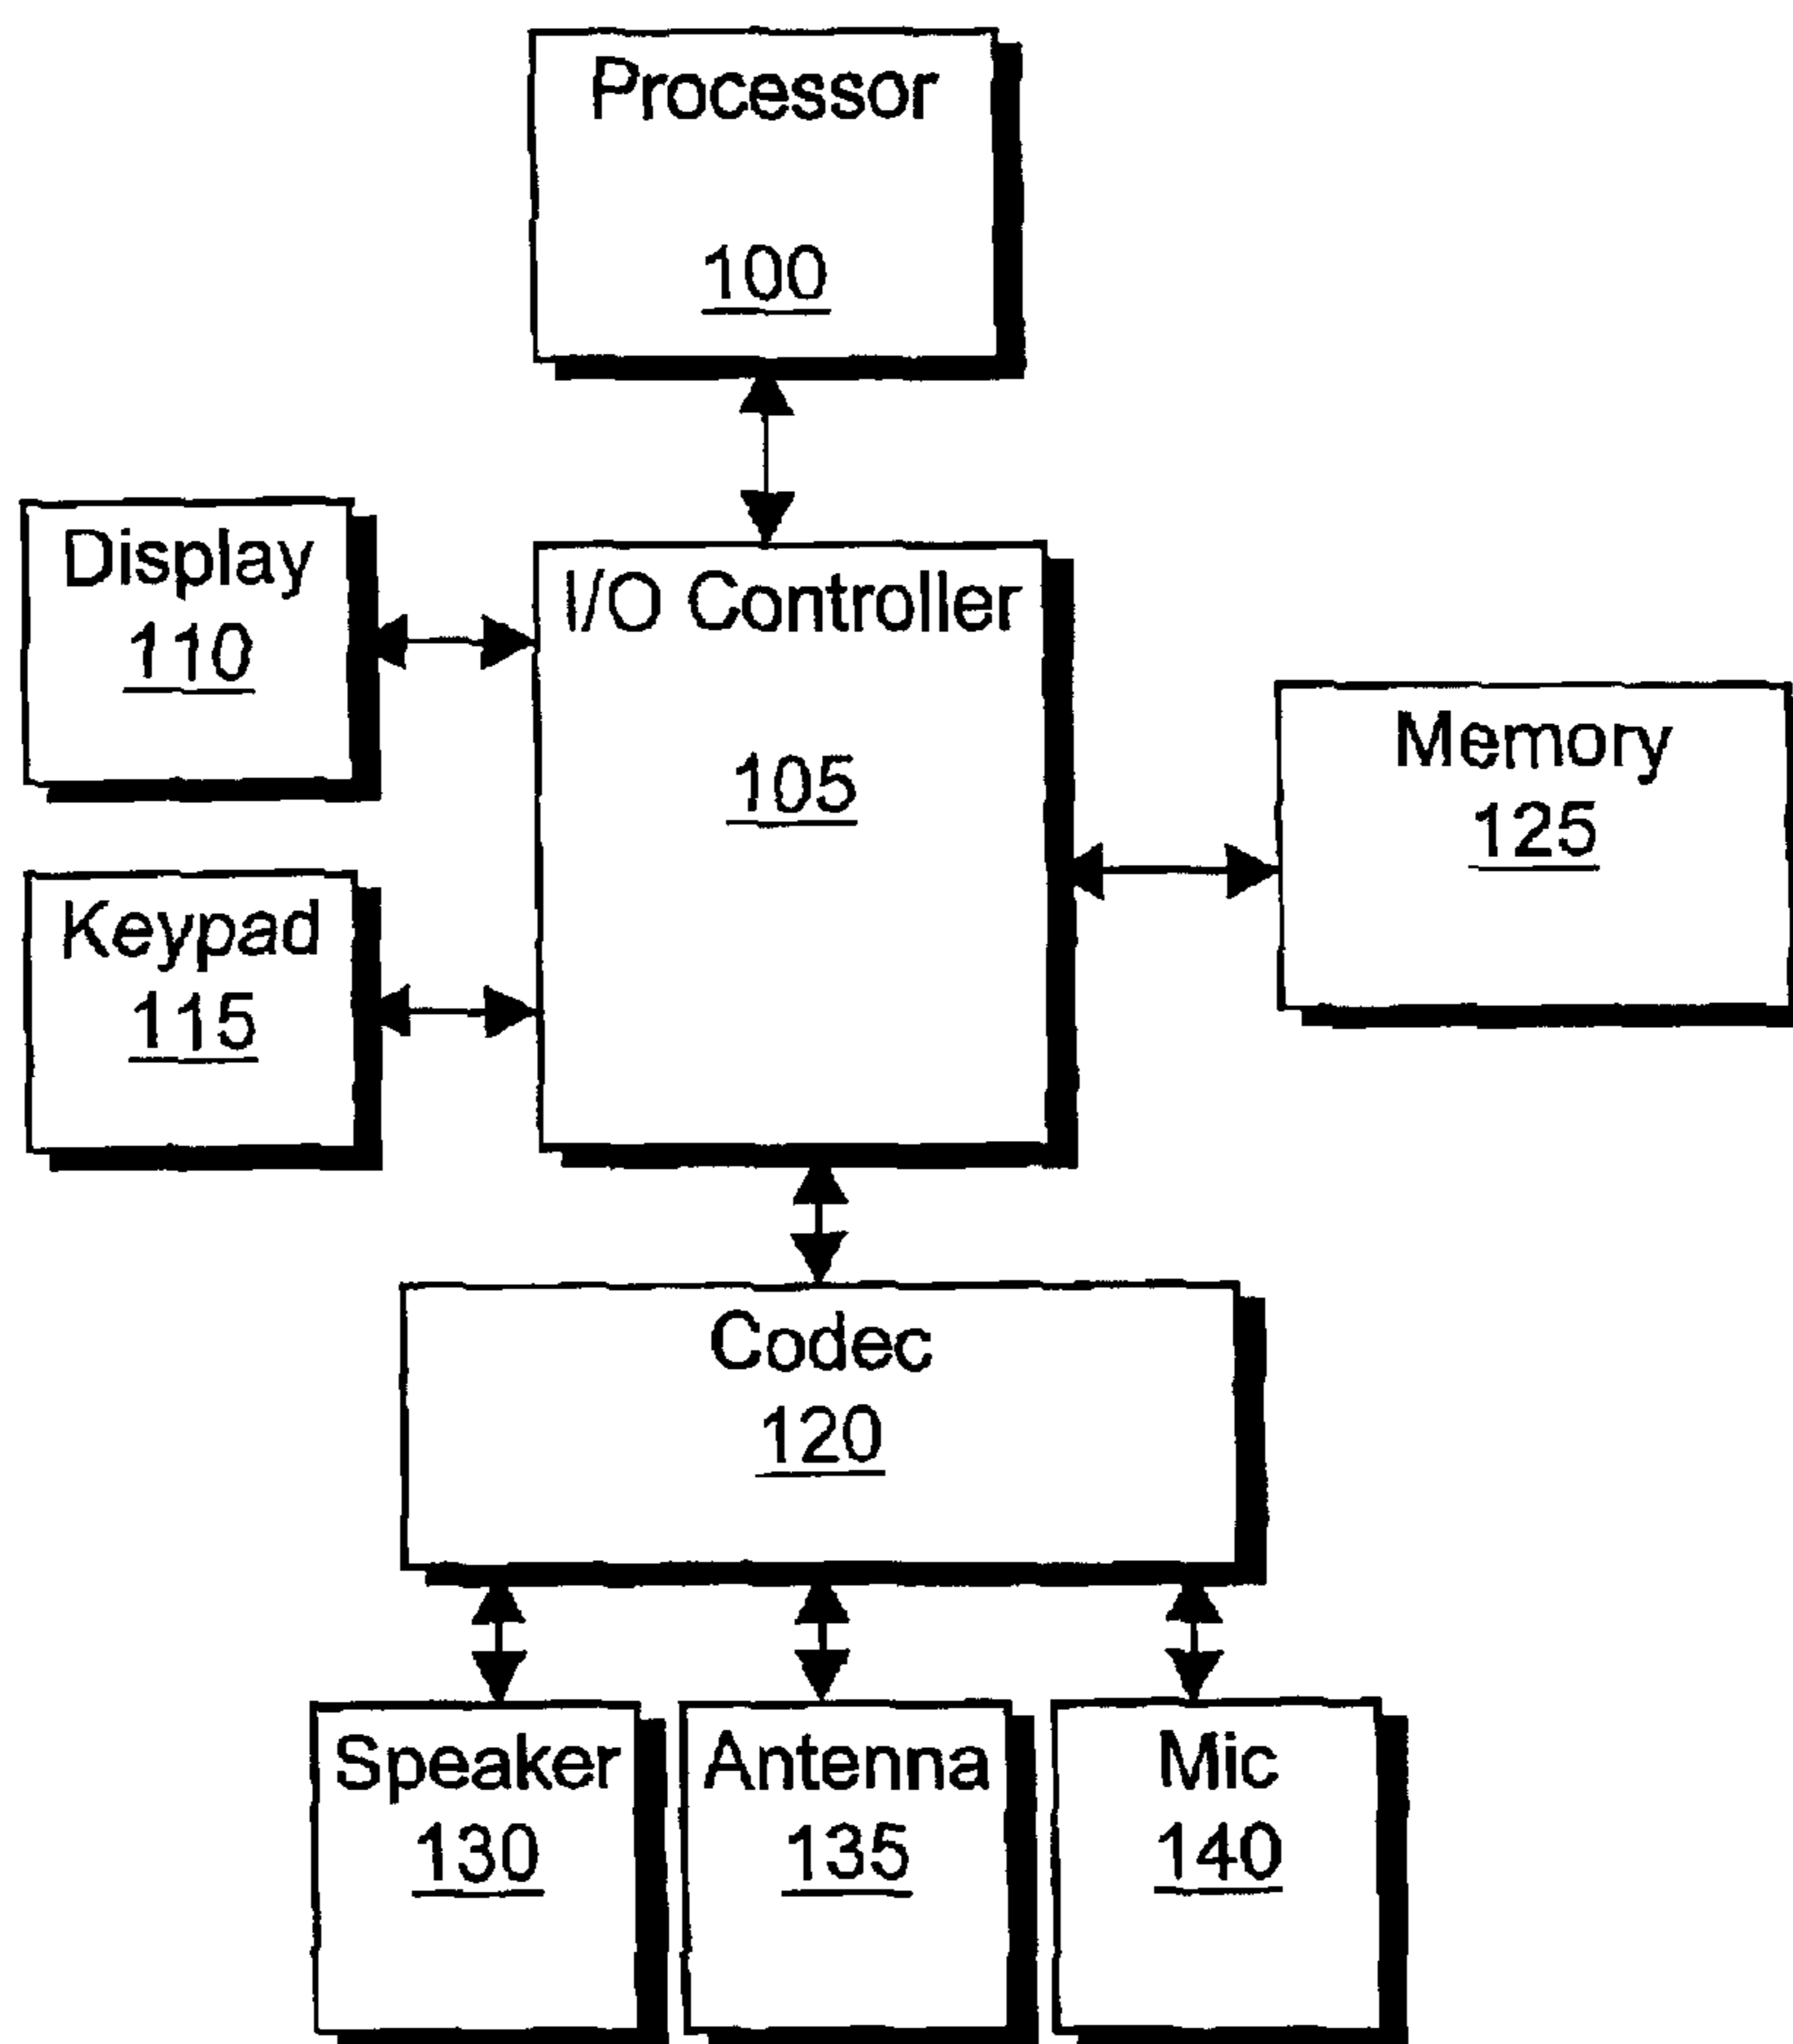 Processor
100
Display
110
I/O Controller
105
Memory
125
Keypad
115
Codec
120
Speaker
130
Antenna
135
Mic
140